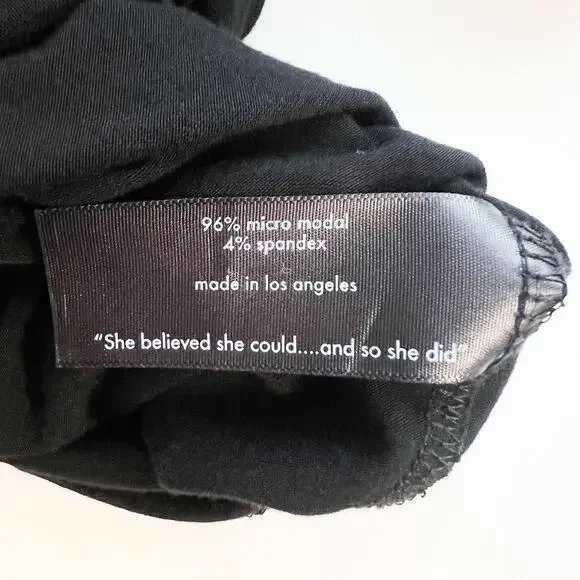 96% micro modal
4% spandex
made in los angeles
“She believed she could....and so she did”